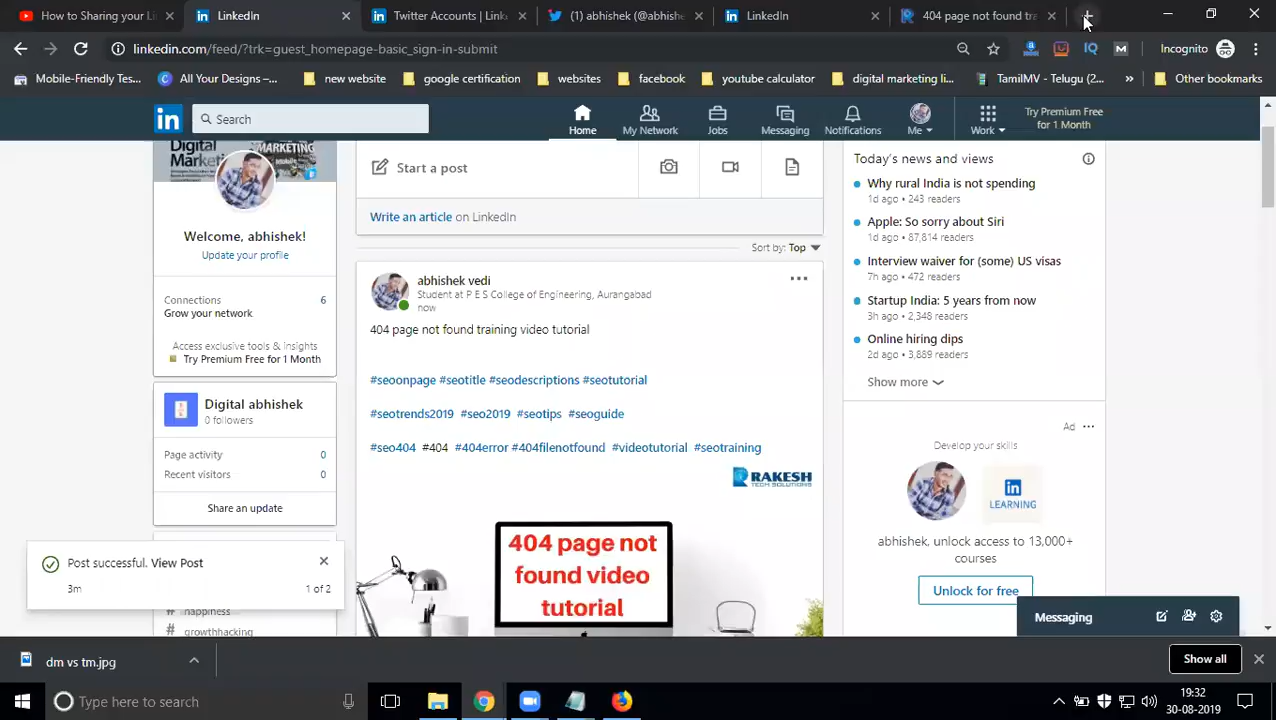 How to Sharing your Li
LinkedIn
Twitter Accounts | Linked
(1) abhishek (@abhishe
LinkedIn
404 page not found tra
linkedin.com/feed/?trk=guest_homepage-basic_sign-in-submit
IQ
M
Incognito
Mobile-Friendly Tes...
All Your Designs –...
new website
google certification
websites
facebook
youtube calculator
digital marketing li...
TamilMV - Telugu (2...
»
Other bookmarks
in
Search
Home
My Network
Jobs
Messaging
Notifications
Me
Work
Try Premium Free
for 1 Month
Digital
Marketi
MARKETING
Welcome, abhishek!
Update your profile
Connections 6
Grow your network
Access exclusive tools & insights
Try Premium Free for 1 Month
Digital abhishek
0 followers
Page activity 0
Recent visitors 0
Share an update
Post successful. View Post
3m
1 of 2
# happiness
# growthhacking
Start a post
Write an article on LinkedIn
Sort by: Top
abhishek vedi
Student at P E S College of Engineering, Aurangabad
now
404 page not found training video tutorial
#seoonpage #seotitle #seodescriptions #seotutorial
#seotrends2019 #seo2019 #seotips #seoguide
#seo404 #404 #404error #404filenotfound #videotutorial #seotraining
RAKESH
TECH SOLUTIONS
404 page not
found video
tutorial
Today's news and views
Why rural India is not spending
1d ago • 243 readers
Apple: So sorry about Siri
1d ago • 87,814 readers
Interview waiver for (some) US visas
7h ago • 472 readers
Startup India: 5 years from now
3h ago • 2,348 readers
Online hiring dips
2d ago • 3,889 readers
Show more
Ad
Develop your skills
in
LEARNING
abhishek, unlock access to 13,000+
courses
Unlock for free
Messaging
dm vs tm.jpg
Show all
Type here to search
19:32
30-08-2019